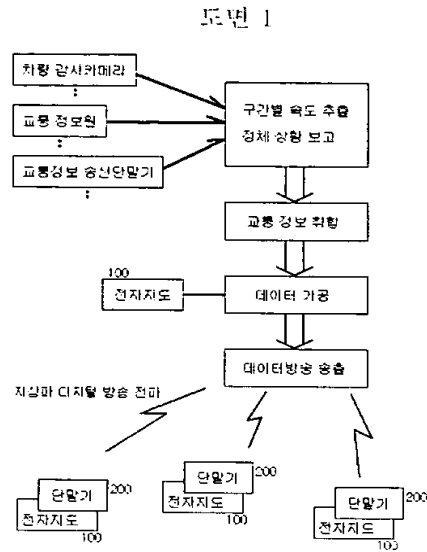 도면 1
차량 감시카메라
:
교통 정보원
:
교통정보 송신단말기
:
구간별 속도 추출
정체 상황 보고
교통 정보 취합
100
전자지도
데이터 가공
데이터방송 송출
지상파 디지털 방송 전파
단말기
200
전자지도
100
단말기
200
전자지도
100
단말기
200
전자지도
100